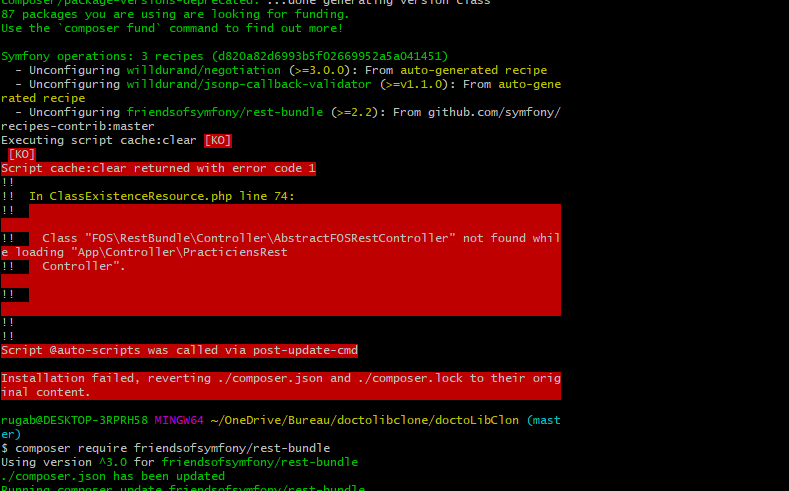 composer/package-versions-deprecated: ...done generating version class
87 packages you are using are looking for funding.
Use the `composer fund` command to find out more!
Symfony operations: 3 recipes (d820a82d6993b5f02669952a5a041451)
  - Unconfiguring willdurand/negotiation (>=3.0.0): From auto-generated recipe
  - Unconfiguring willdurand/jsonp-callback-validator (>=v1.1.0): From auto-gene
rated recipe
  - Unconfiguring friendsofsymfony/rest-bundle (>=2.2): From github.com/symfony/
recipes-contrib:master
Executing script cache:clear [KO]
 [KO]
Script cache:clear returned with error code 1
!!
!!  In ClassExistenceResource.php line 74:
!!
!!    Class "FOS\RestBundle\Controller\AbstractFOSRestController" not found whil
e loading "App\Controller\PracticiensRest
!!    Controller".
!!
!!
!!
Script @auto-scripts was called via post-update-cmd
Installation failed, reverting ./composer.json and ./composer.lock to their orig
inal content.
rugab@DESKTOP-3RPRH58 MINGW64 ~/OneDrive/Bureau/doctolibclone/doctoLibClon (mast
er)
$ composer require friendsofsymfony/rest-bundle
Using version ^3.0 for friendsofsymfony/rest-bundle
./composer.json has been updated
Running composer update friendsofsymfony/rest-bundle